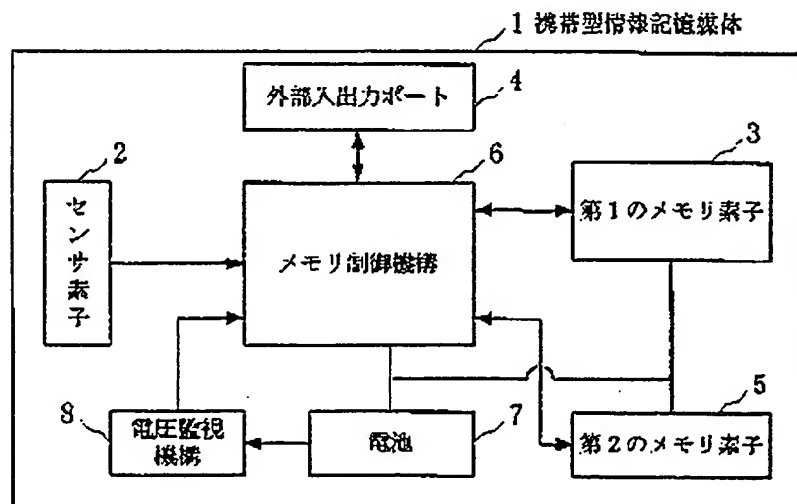 1 携帯型情報記憶媒体
外部入出力ポート
4
2
6
3
センサ素子
メモリ制御機構
第1のメモリ素子
8
電圧監視
機構
電池
7
5
第2のメモリ素子